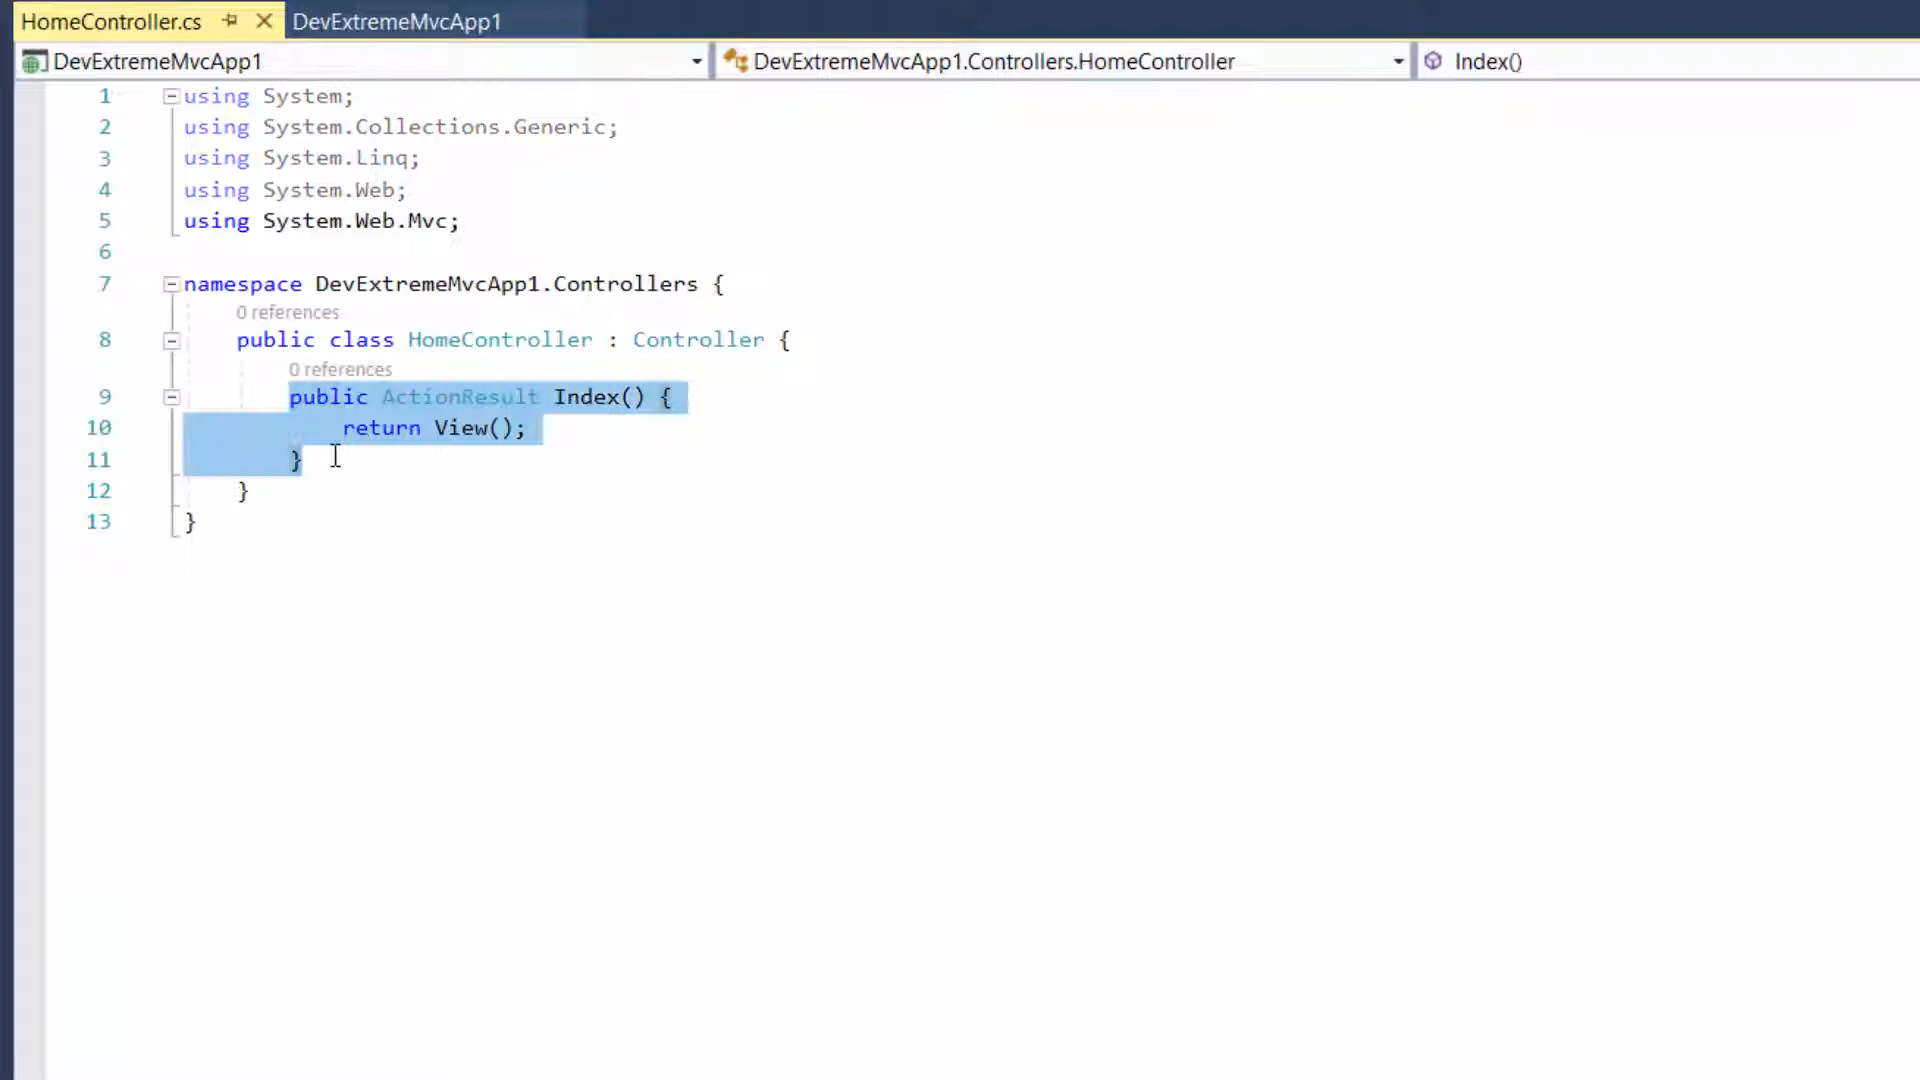 HomeController.cs DevExtremeMvcApp1
DevExtremeMvcApp1 DevExtremeMvcApp1.Controllers.HomeController Index()
1 using System;
2 using System.Collections.Generic;
3 using System.Linq;
4 using System.Web;
5 using System.Web.Mvc;
6
7 namespace DevExtremeMvcApp1.Controllers {
0 references
8 public class HomeController : Controller {
0 references
9 public ActionResult Index() {
10 return View();
11 }
12 }
13 }